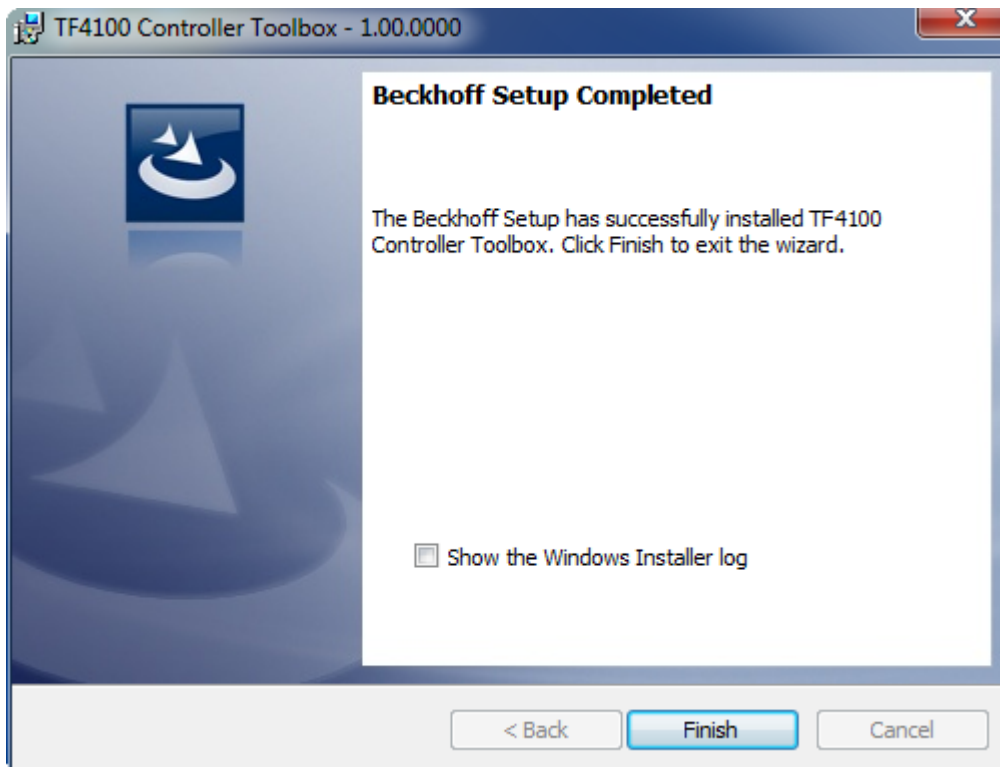 TF4100 Controller Toolbox - 1.00.0000
X
Beckhoff Setup Completed
The Beckhoff Setup has successfully installed TF4100
Controller Toolbox. Click Finish to exit the wizard.
Show the Windows Installer log
< Back
Finish
Cancel